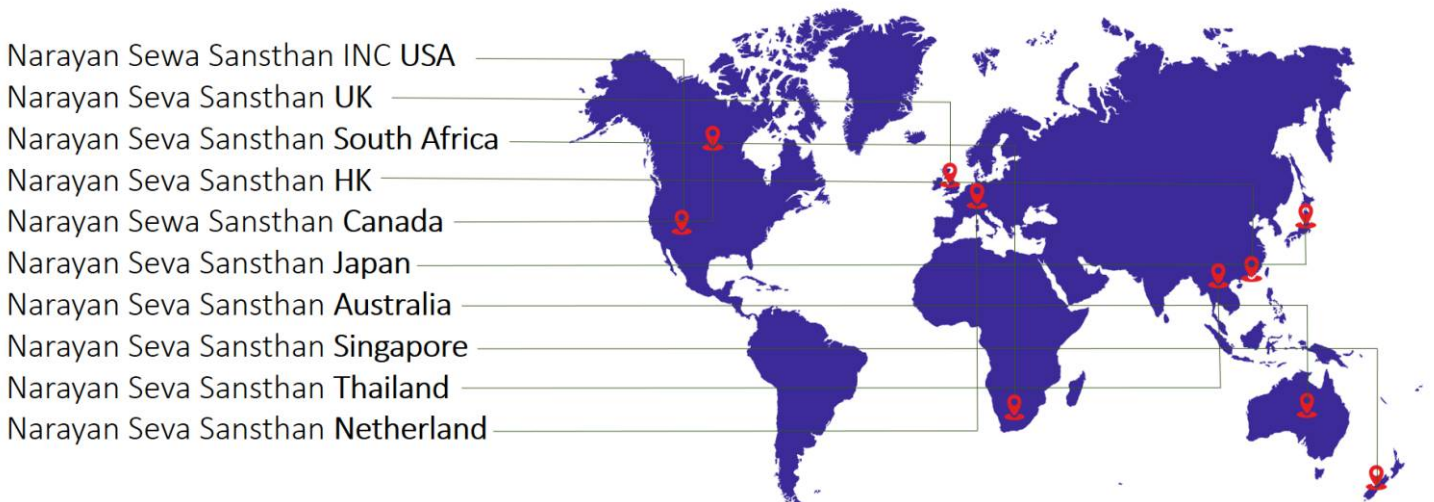 Narayan Sewa Sansthan INC USA
Narayan Seva Sansthan UK
Narayan Seva Sansthan South Africa
Narayan Seva Sansthan HK
Narayan Sewa Sansthan Canada
Narayan Seva Sansthan Japan
Narayan Seva Sansthan Australia
Narayan Seva Sansthan Singapore
Narayan Seva Sansthan Thailand
Narayan Seva Sansthan Netherland